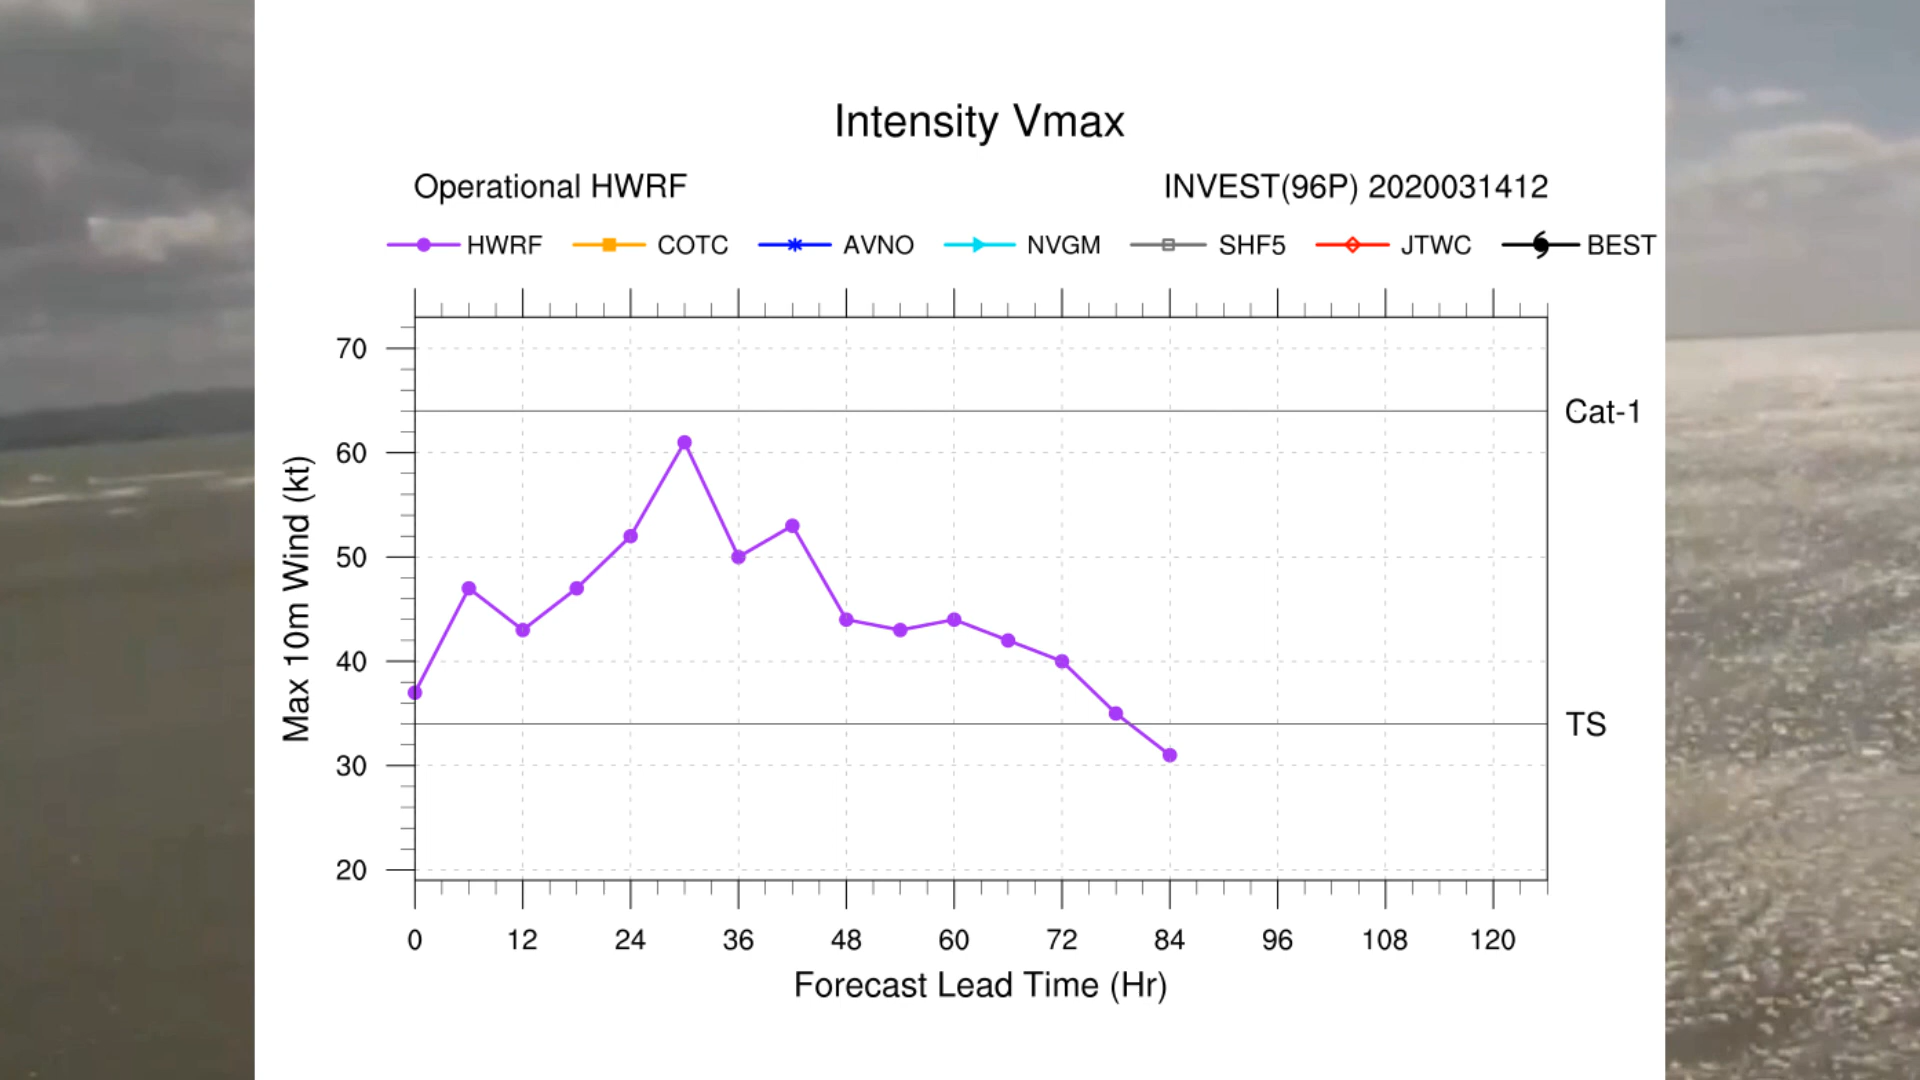 Intensity Vmax
Operational HWRF
INVEST(96P) 2020031412
HWRF COTC AVNO NVGM SHF5 JTWC BEST
70
Cat-1
60
50
40
TS
30
20
Max 10m Wind (kt)
0 12 24 36 48 60 72 84 96 108 120
Forecast Lead Time (Hr)